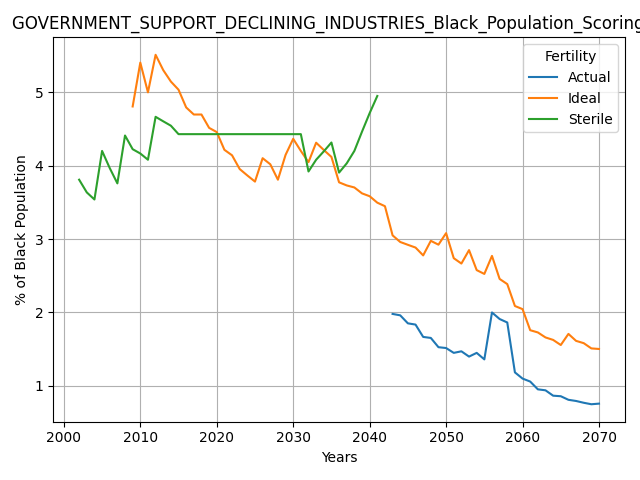 GOVERNMENT_SUPPORT_DECLINING_INDUSTRIES_Black_Population_Scoring
Fertility
Actual
Ideal
Sterile
% of Black Population
5
4
3
2
1
2000 2010 2020 2030 2040 2050 2060 2070
Years